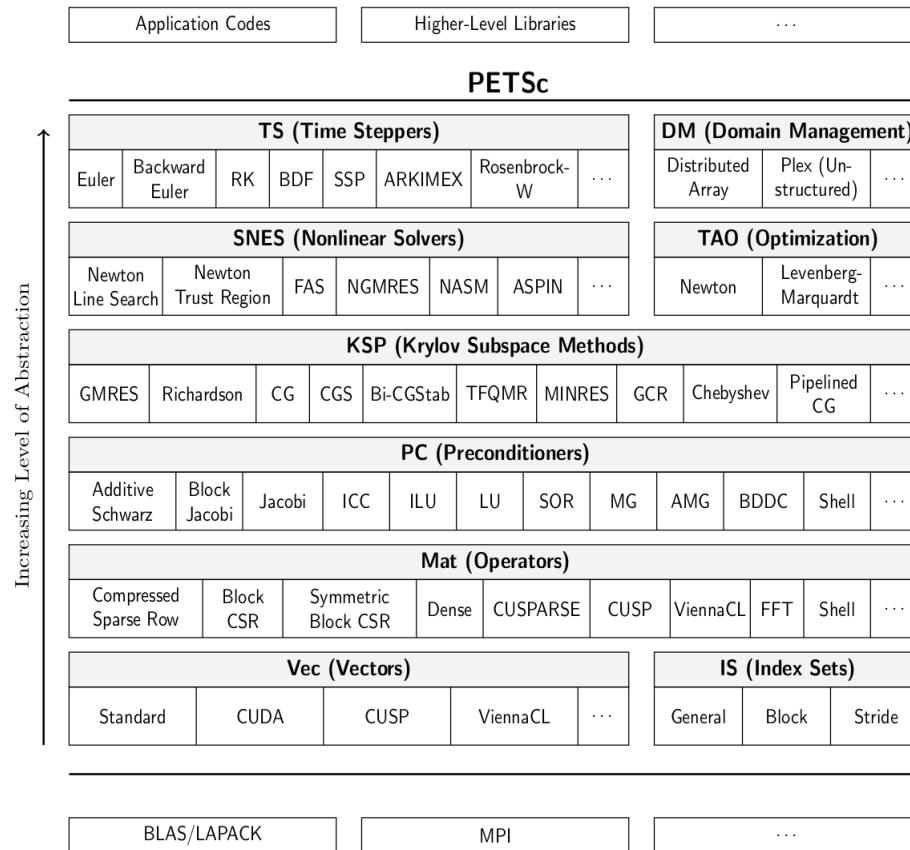 Application Codes
Higher-Level Libraries
...
PETSc
Increasing Level of Abstraction
TS (Time Steppers)
Euler
Backward
Euler
RK
BDF
SSP
ARKIMEX
Rosenbrock-
W
...
DM (Domain Management)
Distributed
Array
Plex (Un-
structured)
...
SNES (Nonlinear Solvers)
Newton
Line Search
Newton
Trust Region
FAS
NGMRES
NASM
ASPIN
...
TAO (Optimization)
Newton
Levenberg-
Marquardt
...
KSP (Krylov Subspace Methods)
GMRES
Richardson
CG
CGS
Bi-CGStab
TFQMR
MINRES
GCR
Chebyshev
Pipelined
CG
...
PC (Preconditioners)
Additive
Schwarz
Block
Jacobi
Jacobi
ICC
ILU
LU
SOR
MG
AMG
BDDC
Shell
...
Mat (Operators)
Compressed
Sparse Row
Block
CSR
Symmetric
Block CSR
Dense
CUSPARSE
CUSP
ViennaCL
FFT
Shell
...
Vec (Vectors)
Standard
CUDA
CUSP
ViennaCL
...
IS (Index Sets)
General
Block
Stride
BLAS/LAPACK
MPI
...